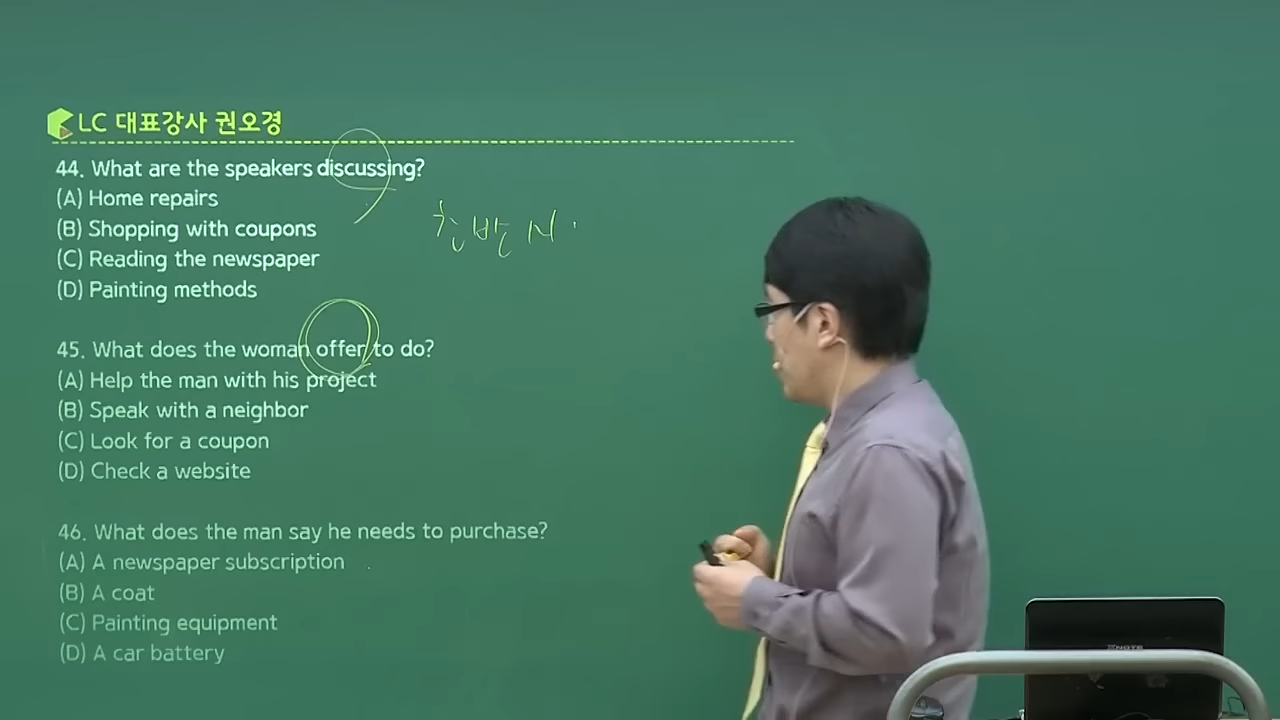 LC 대표강사 권오경
44. What are the speakers discussing?
(A) Home repairs
(B) Shopping with coupons
(C) Reading the newspaper
(D) Painting methods
45. What does the woman offer to do?
(A) Help the man with his project
(B) Speak with a neighbor
(C) Look for a coupon
(D) Check a website
46. What does the man say he needs to purchase?
(A) A newspaper subscription
(B) A coat
(C) Painting equipment
(D) A car battery